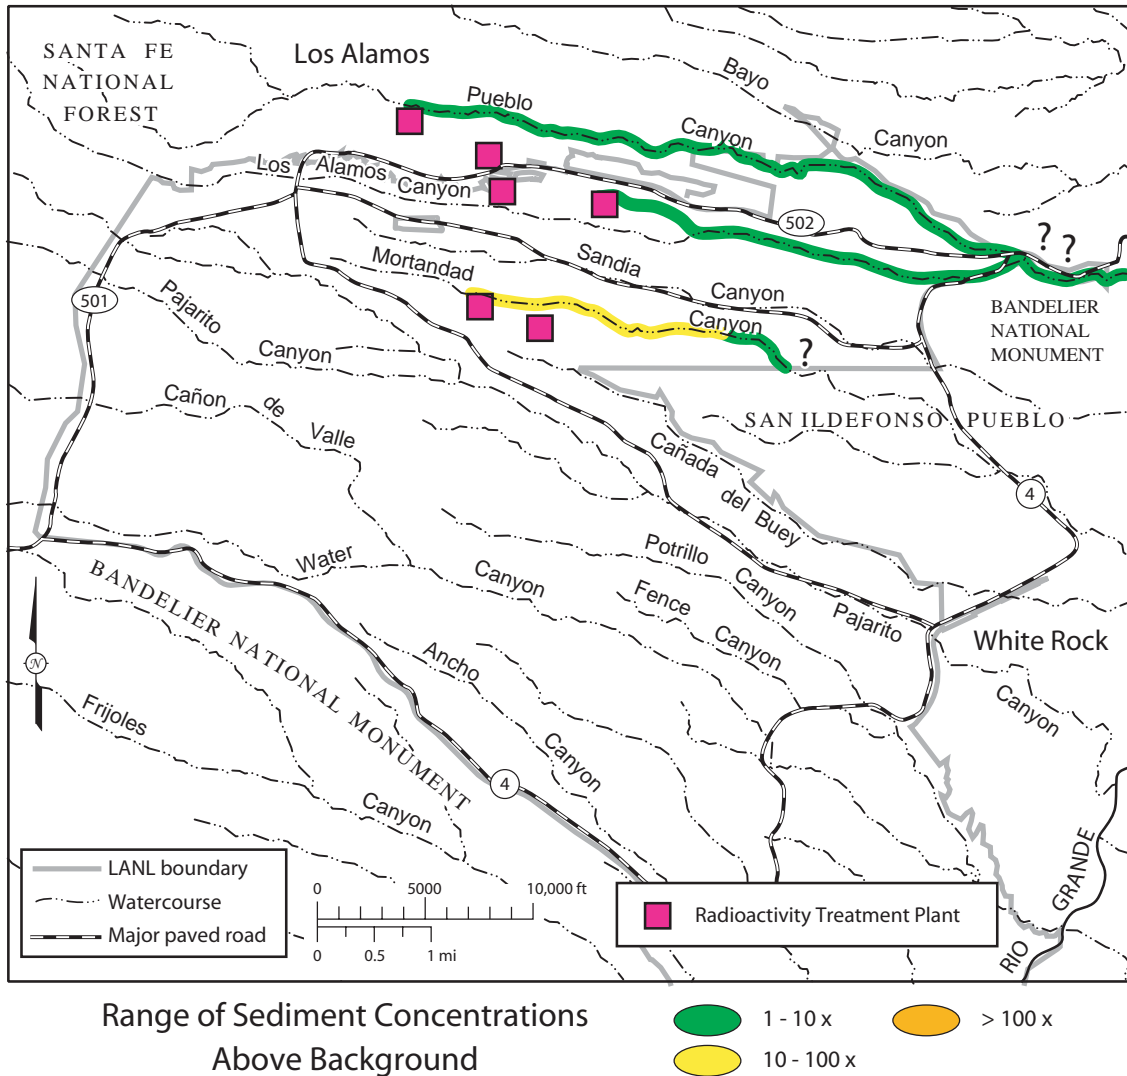 SANTA FE
NATIONAL
FOREST
Los Alamos
Bayo
Canyon
Pueblo
Canyon
Los Alamos Canyon
502
? ?
Sandia
Canyon
Mortandad
Canyon
?
501
Pajarito
Canyon
BANDELIER
NATIONAL
MONUMENT
Cañon de Valle
SAN ILDEFONSO PUEBLO
Cañada del Buey
4
Water
Canyon
Potrillo
Canyon
Fence
Canyon
Pajarito
Canyon
White Rock
BANDELIER NATIONAL MONUMENT
Ancho
Canyon
N
Frijoles
Canyon
4
RIO GRANDE
LANL boundary
Watercourse
Major paved road
0 5000 10,000 ft
0 0.5 1 mi
Radioactivity Treatment Plant
Range of Sediment Concentrations
Above Background
1 - 10 x
> 100 x
10 - 100 x